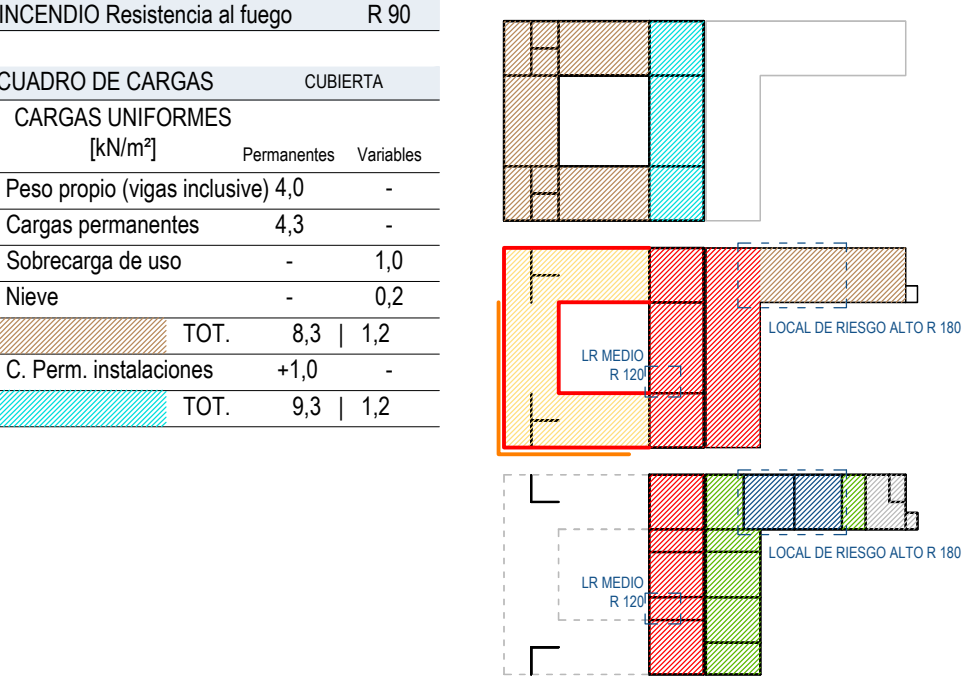 INCENDIO Resistencia al fuego R 90
CUADRO DE CARGAS CUBIERTA
CARGAS UNIFORMES
[kN/m²] Permanentes Variables
Peso propio (vigas inclusive) 4,0 -
Cargas permanentes 4,3 -
Sobrecarga de uso - 1,0
Nieve - 0,2
TOT. 8,3 | 1,2
C. Perm. instalaciones +1,0 -
TOT. 9,3 | 1,2
LOCAL DE RIESGO ALTO R 180
LR MEDIO
R 120
LOCAL DE RIESGO ALTO R 180
LR MEDIO
R 120